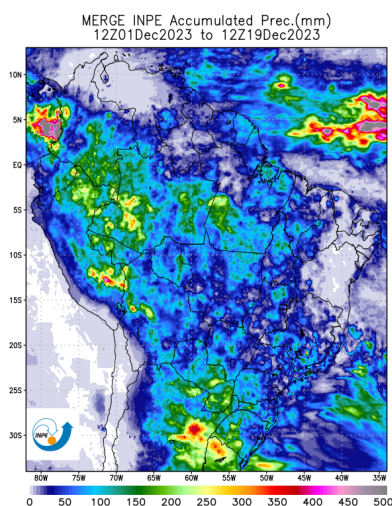 MERGE INPE Accumulated Prec.(mm)
12Z01Dec2023 to 12Z19Dec2023
10N
5N
EQ
5S
10S
15S
20S
25S
30S
INPE
80W 75W 70W 65W 60W 55W 50W 45W 40W 35W
0 50 100 150 200 250 300 350 400 450 500